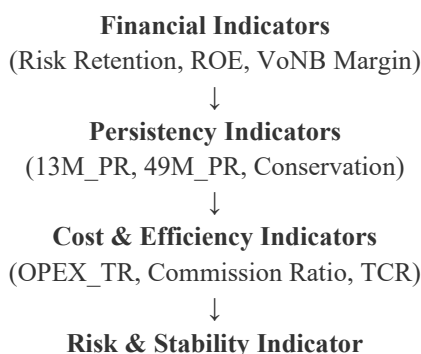 Financial Indicators
(Risk Retention, ROE, VoNB Margin)
↓
Persistency Indicators
(13M_PR, 49M_PR, Conservation)
↓
Cost & Efficiency Indicators
(OPEX_TR, Commission Ratio, TCR)
↓
Risk & Stability Indicator